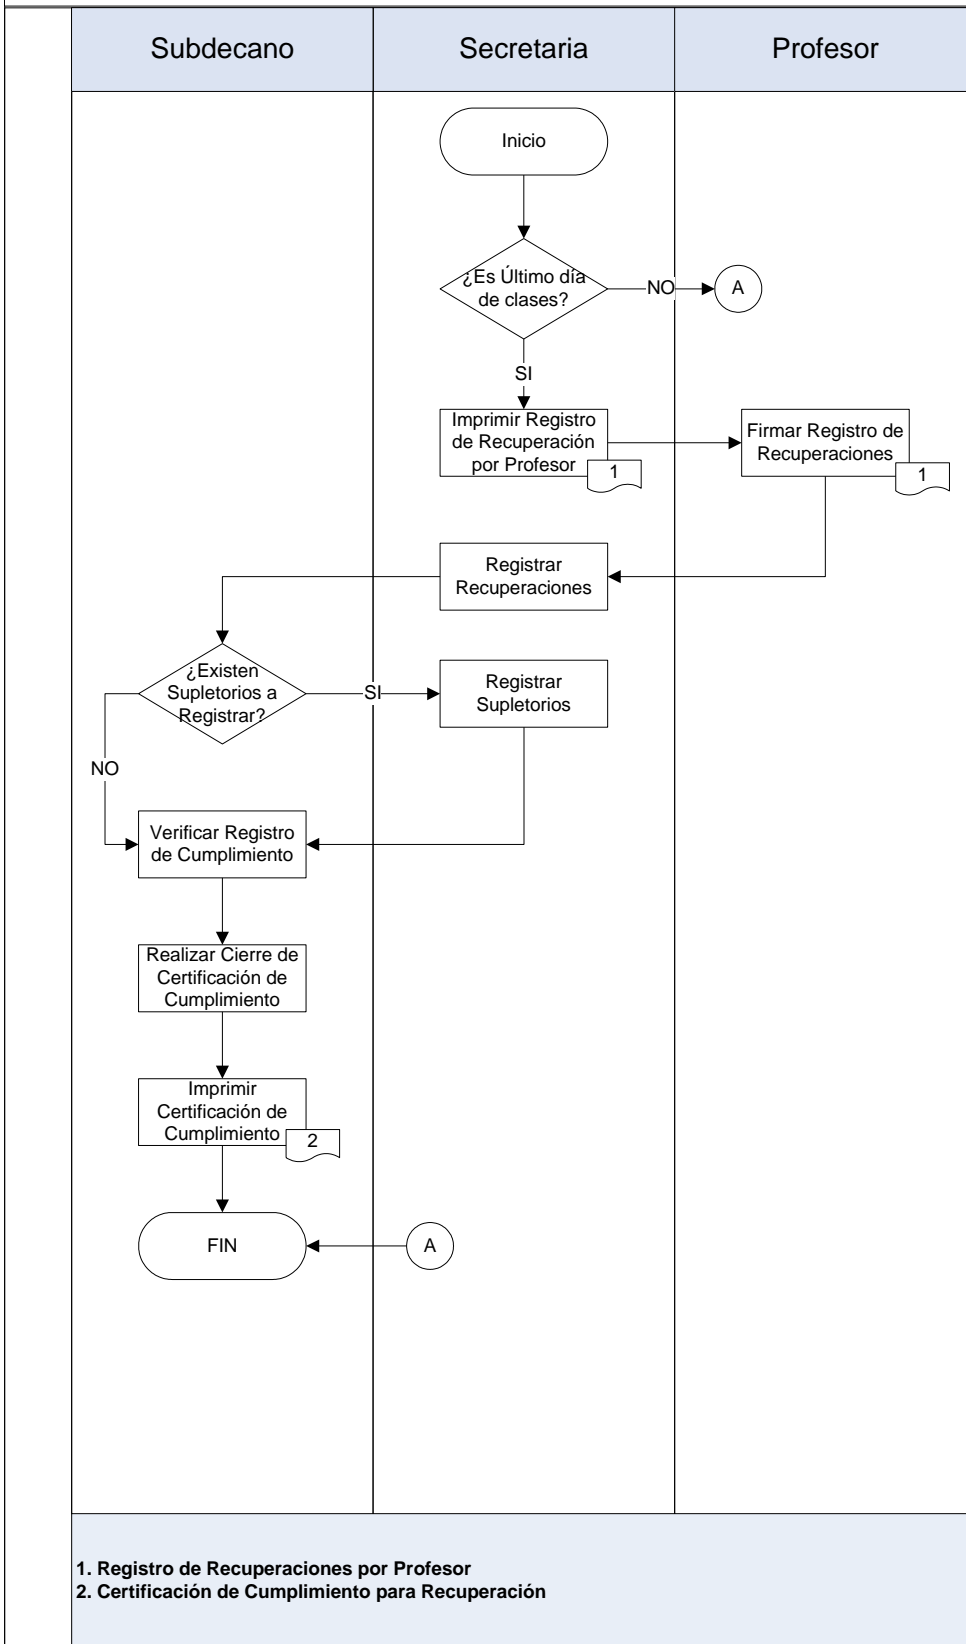 Subdecano
Secretaria
Profesor
Inicio
¿Es Último día
de clases?
NO
A
SI
Imprimir Registro
de Recuperación
por Profesor
1
Firmar Registro de
Recuperaciones
1
Registrar
Recuperaciones
¿Existen
Supletorios a
Registrar?
SI
Registrar
Supletorios
NO
Verificar Registro
de Cumplimiento
Realizar Cierre de
Certificación de
Cumplimiento
Imprimir
Certificación de
Cumplimiento
2
FIN
A
1. Registro de Recuperaciones por Profesor
2. Certificación de Cumplimiento para Recuperación